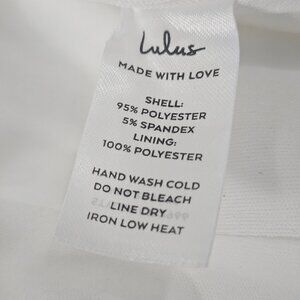 Lulus
MADE WITH LOVE
SHELL:
95% POLYESTER
5% SPANDEX
LINING:
100% POLYESTER
HAND WASH COLD
DO NOT BLEACH
LINE DRY
IRON LOW HEAT